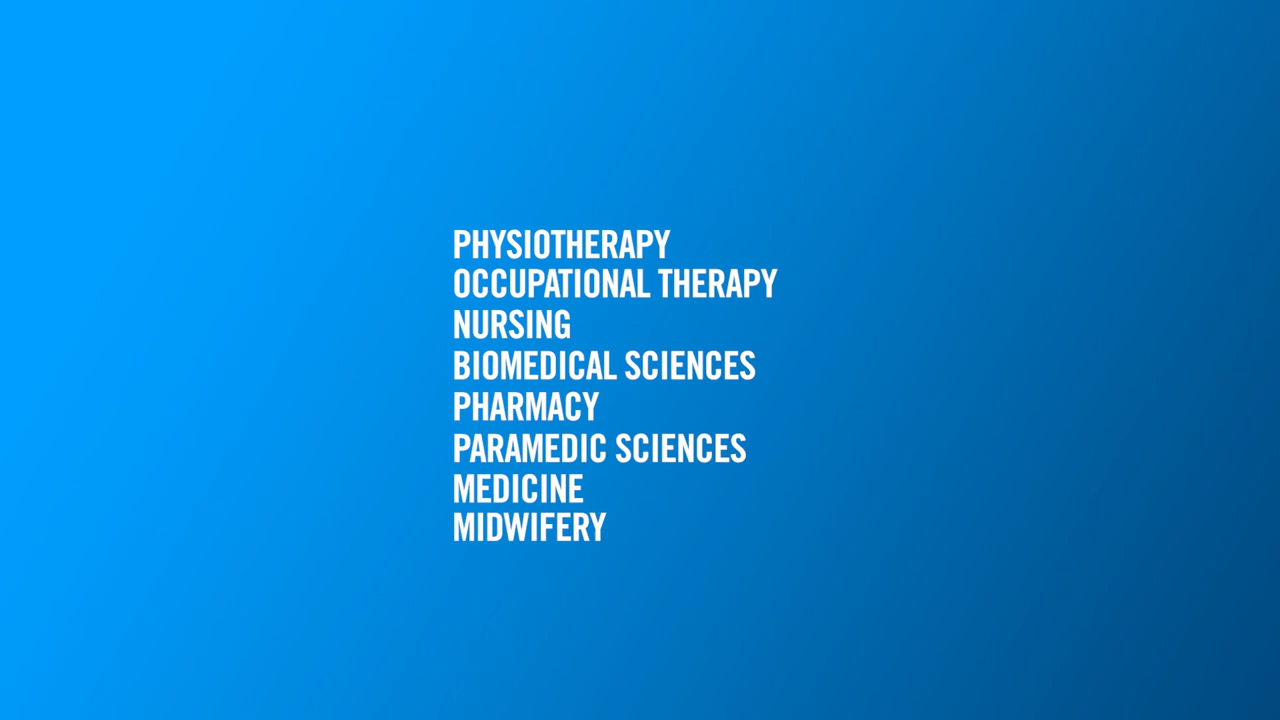 PHYSIOTHERAPY
OCCUPATIONAL THERAPY
NURSING
BIOMEDICAL SCIENCES
PHARMACY
PARAMEDIC SCIENCES
MEDICINE
MIDWIFERY